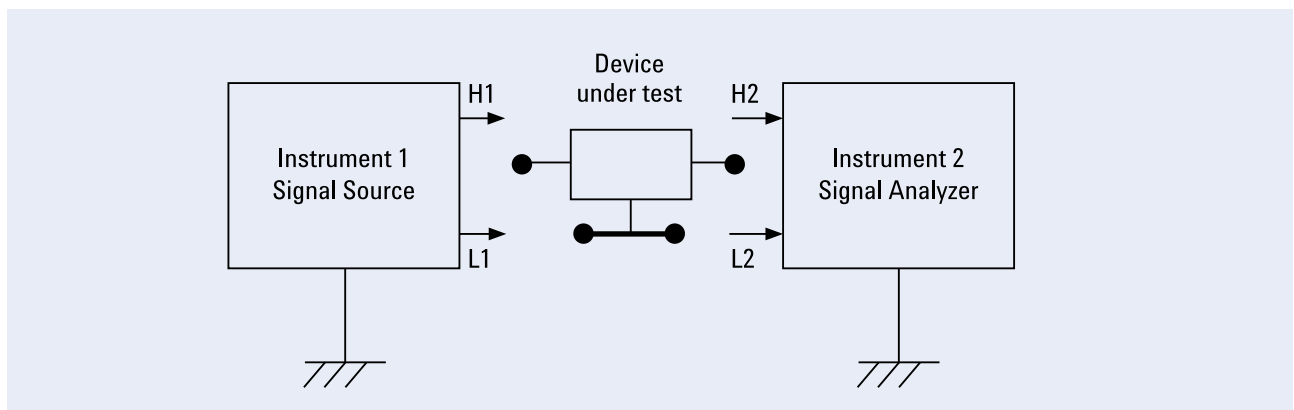 Device
under test
H1
H2
Instrument 1
Signal Source
Instrument 2
Signal Analyzer
L1
L2